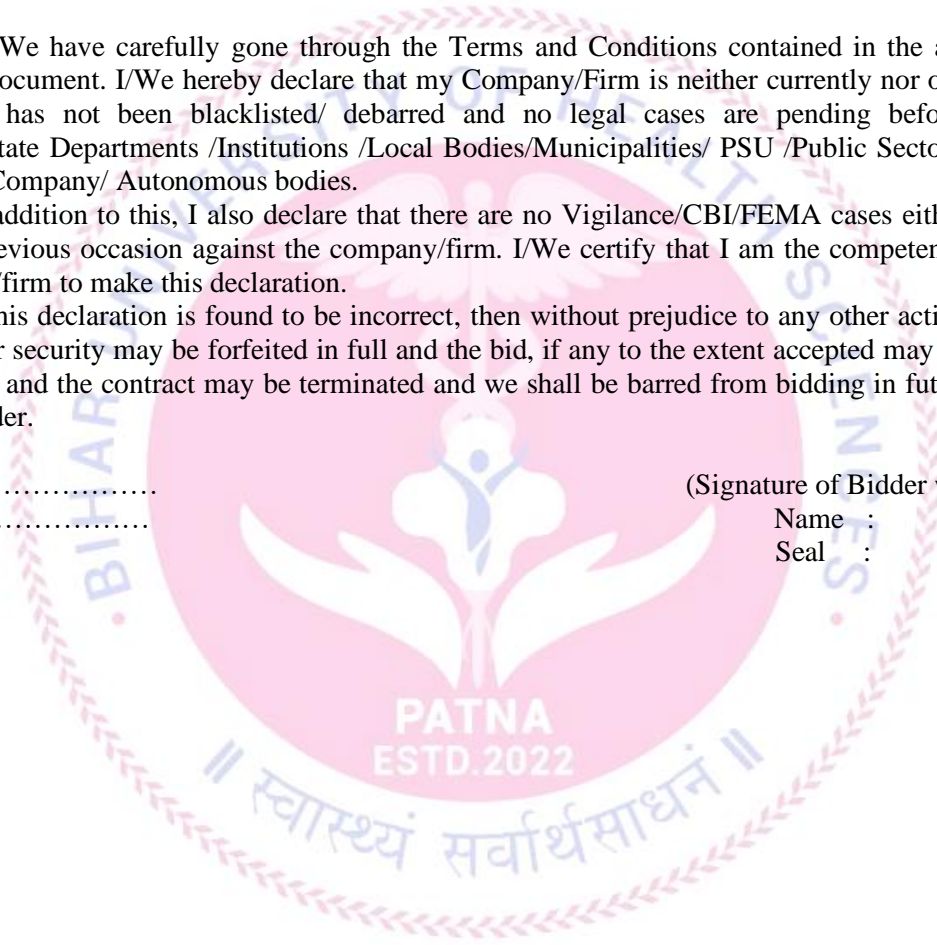 We have carefully gone through the Terms and Conditions contained in the a
ocument. I/We hereby declare that my Company/Firm is neither currently nor o
has not been blacklisted/ debarred and no legal cases are pending befo
tate Departments /Institutions /Local Bodies/Municipalities/ PSU /Public Secto
Company/ Autonomous bodies.
addition to this, I also declare that there are no Vigilance/CBI/FEMA cases eith
evious occasion against the company/firm. I/We certify that I am the competen
/firm to make this declaration.
his declaration is found to be incorrect, then without prejudice to any other acti
r security may be forfeited in full and the bid, if any to the extent accepted may
and the contract may be terminated and we shall be barred from bidding in fut
der.
……………… (Signature of Bidder
……………… Name :
Seal :
BIHAR UNIVERSITY OF HEALTH SCIENCES
PATNA
ESTD.2022
॥ स्वास्थ्यं सर्वार्थसाधनं ॥